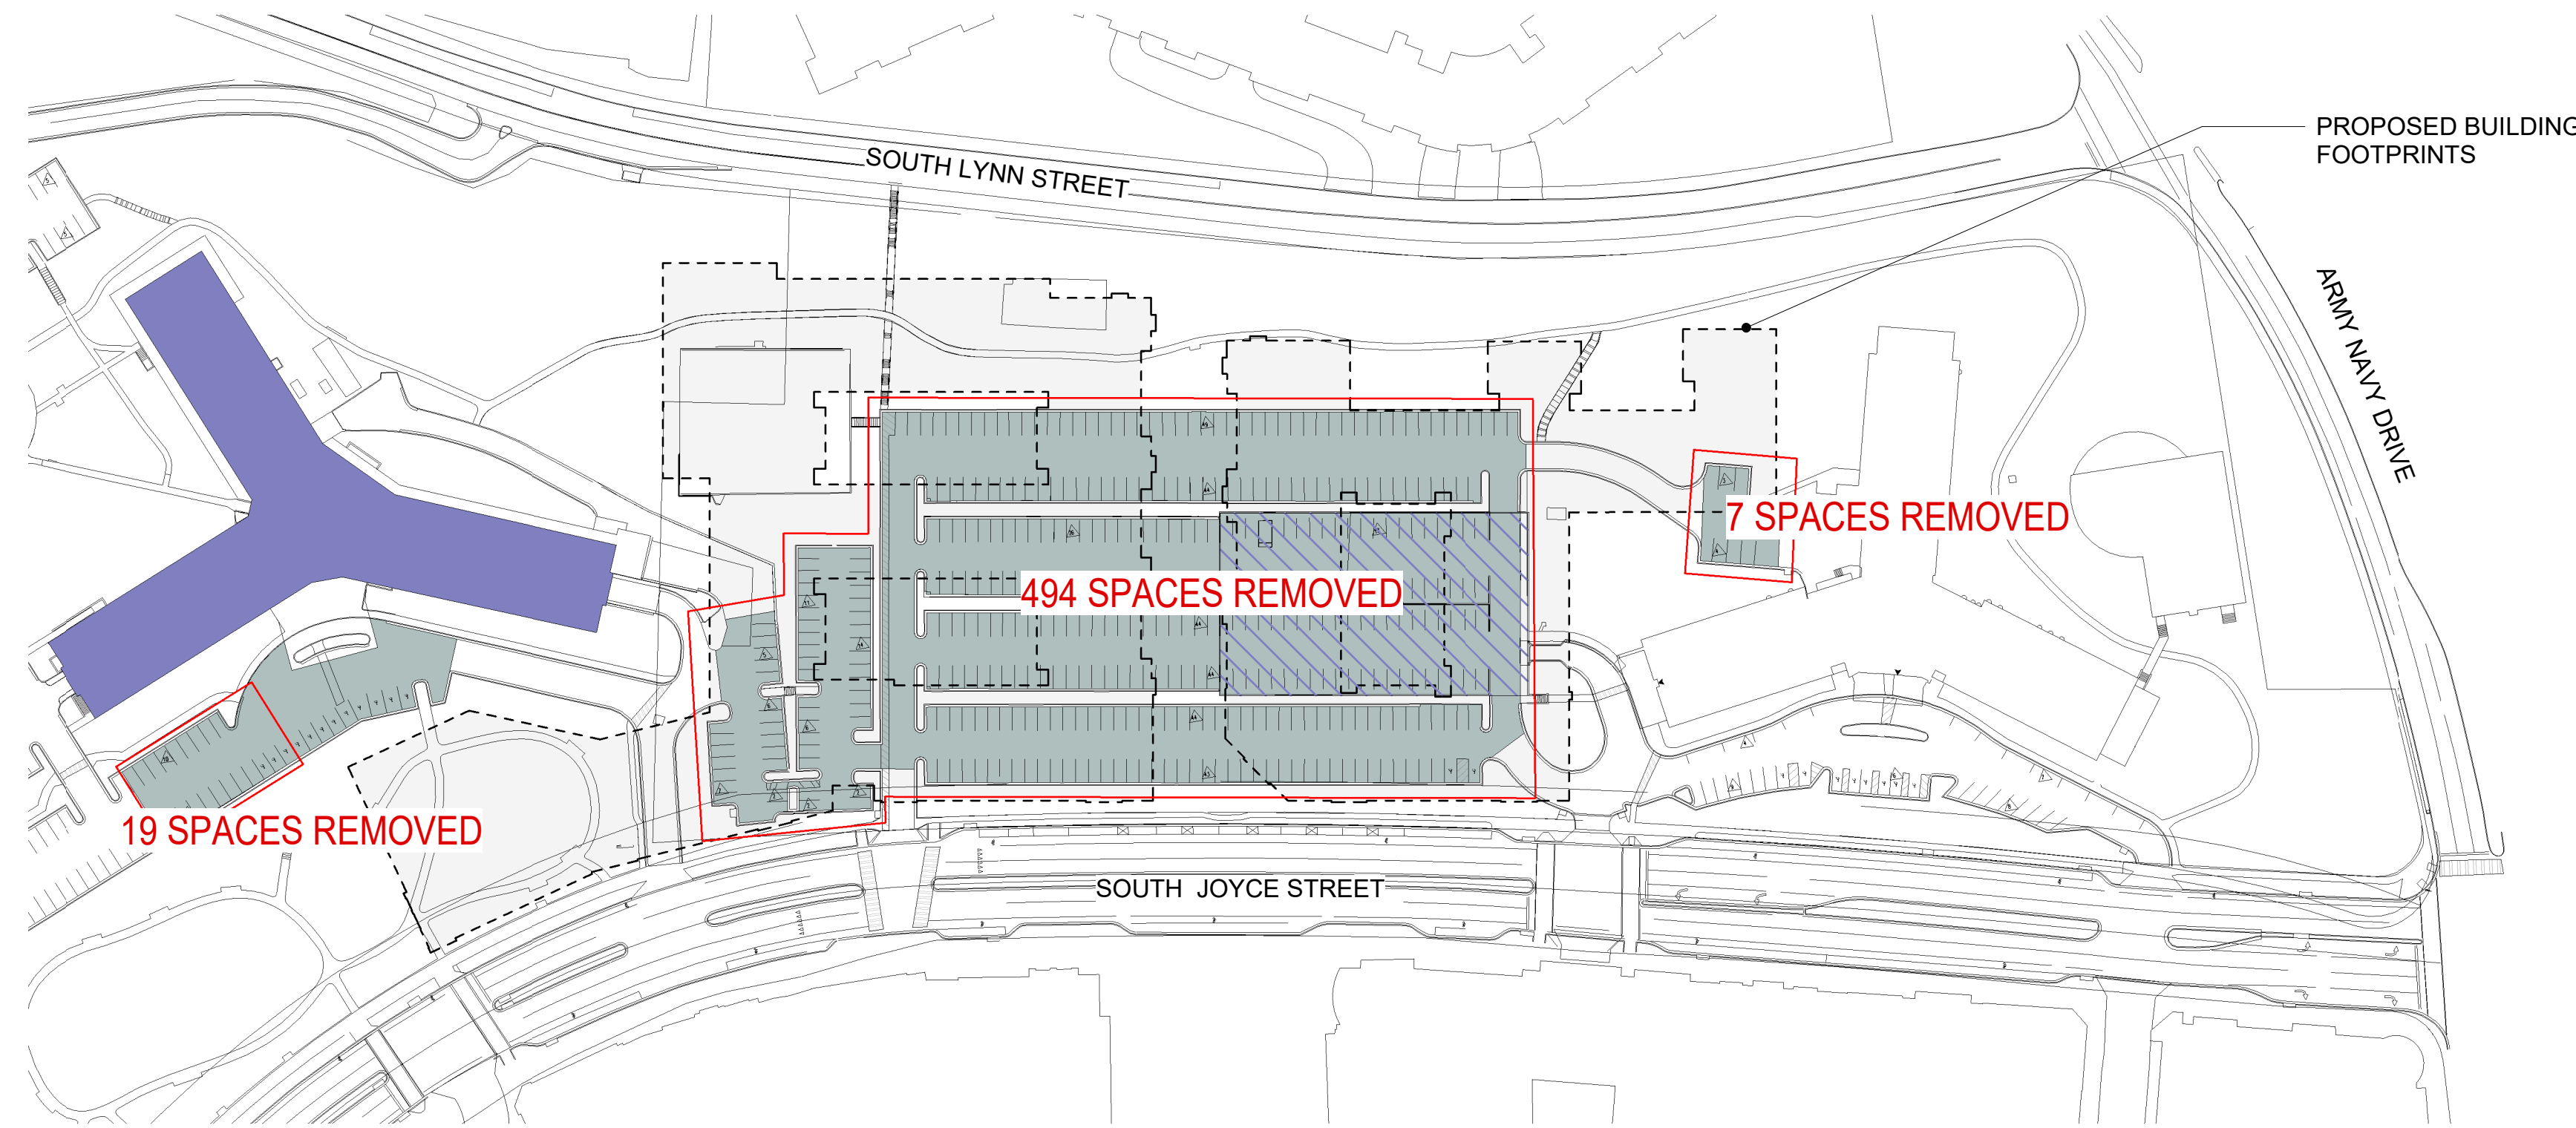 PROPOSED BUILDING
FOOTPRINTS
SOUTH LYNN STREET
ARMY NAVY DRIVE
7 SPACES REMOVED
494 SPACES REMOVED
19 SPACES REMOVED
SOUTH JOYCE STREET